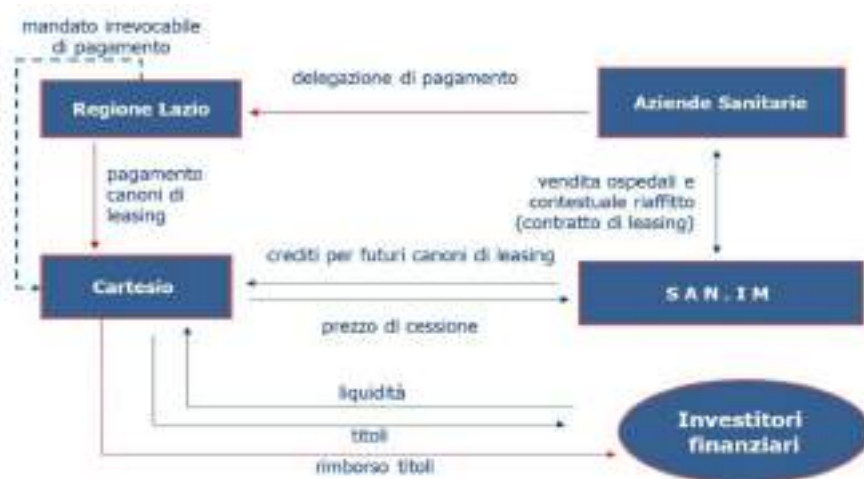 mandato irrevocabile
di pagamento
delegazione di pagamento
Regione Lazio
Aziende Sanitarie
pagamento
canoni di
leasing
vendita ospedali e
contestuale riaffitto
(contratto di leasing)
crediti per futuri canoni di leasing
Cartesio
SAN.IM
prezzo di cessione
liquidità
titoli
rimborso titoli
Investitori
finanziari